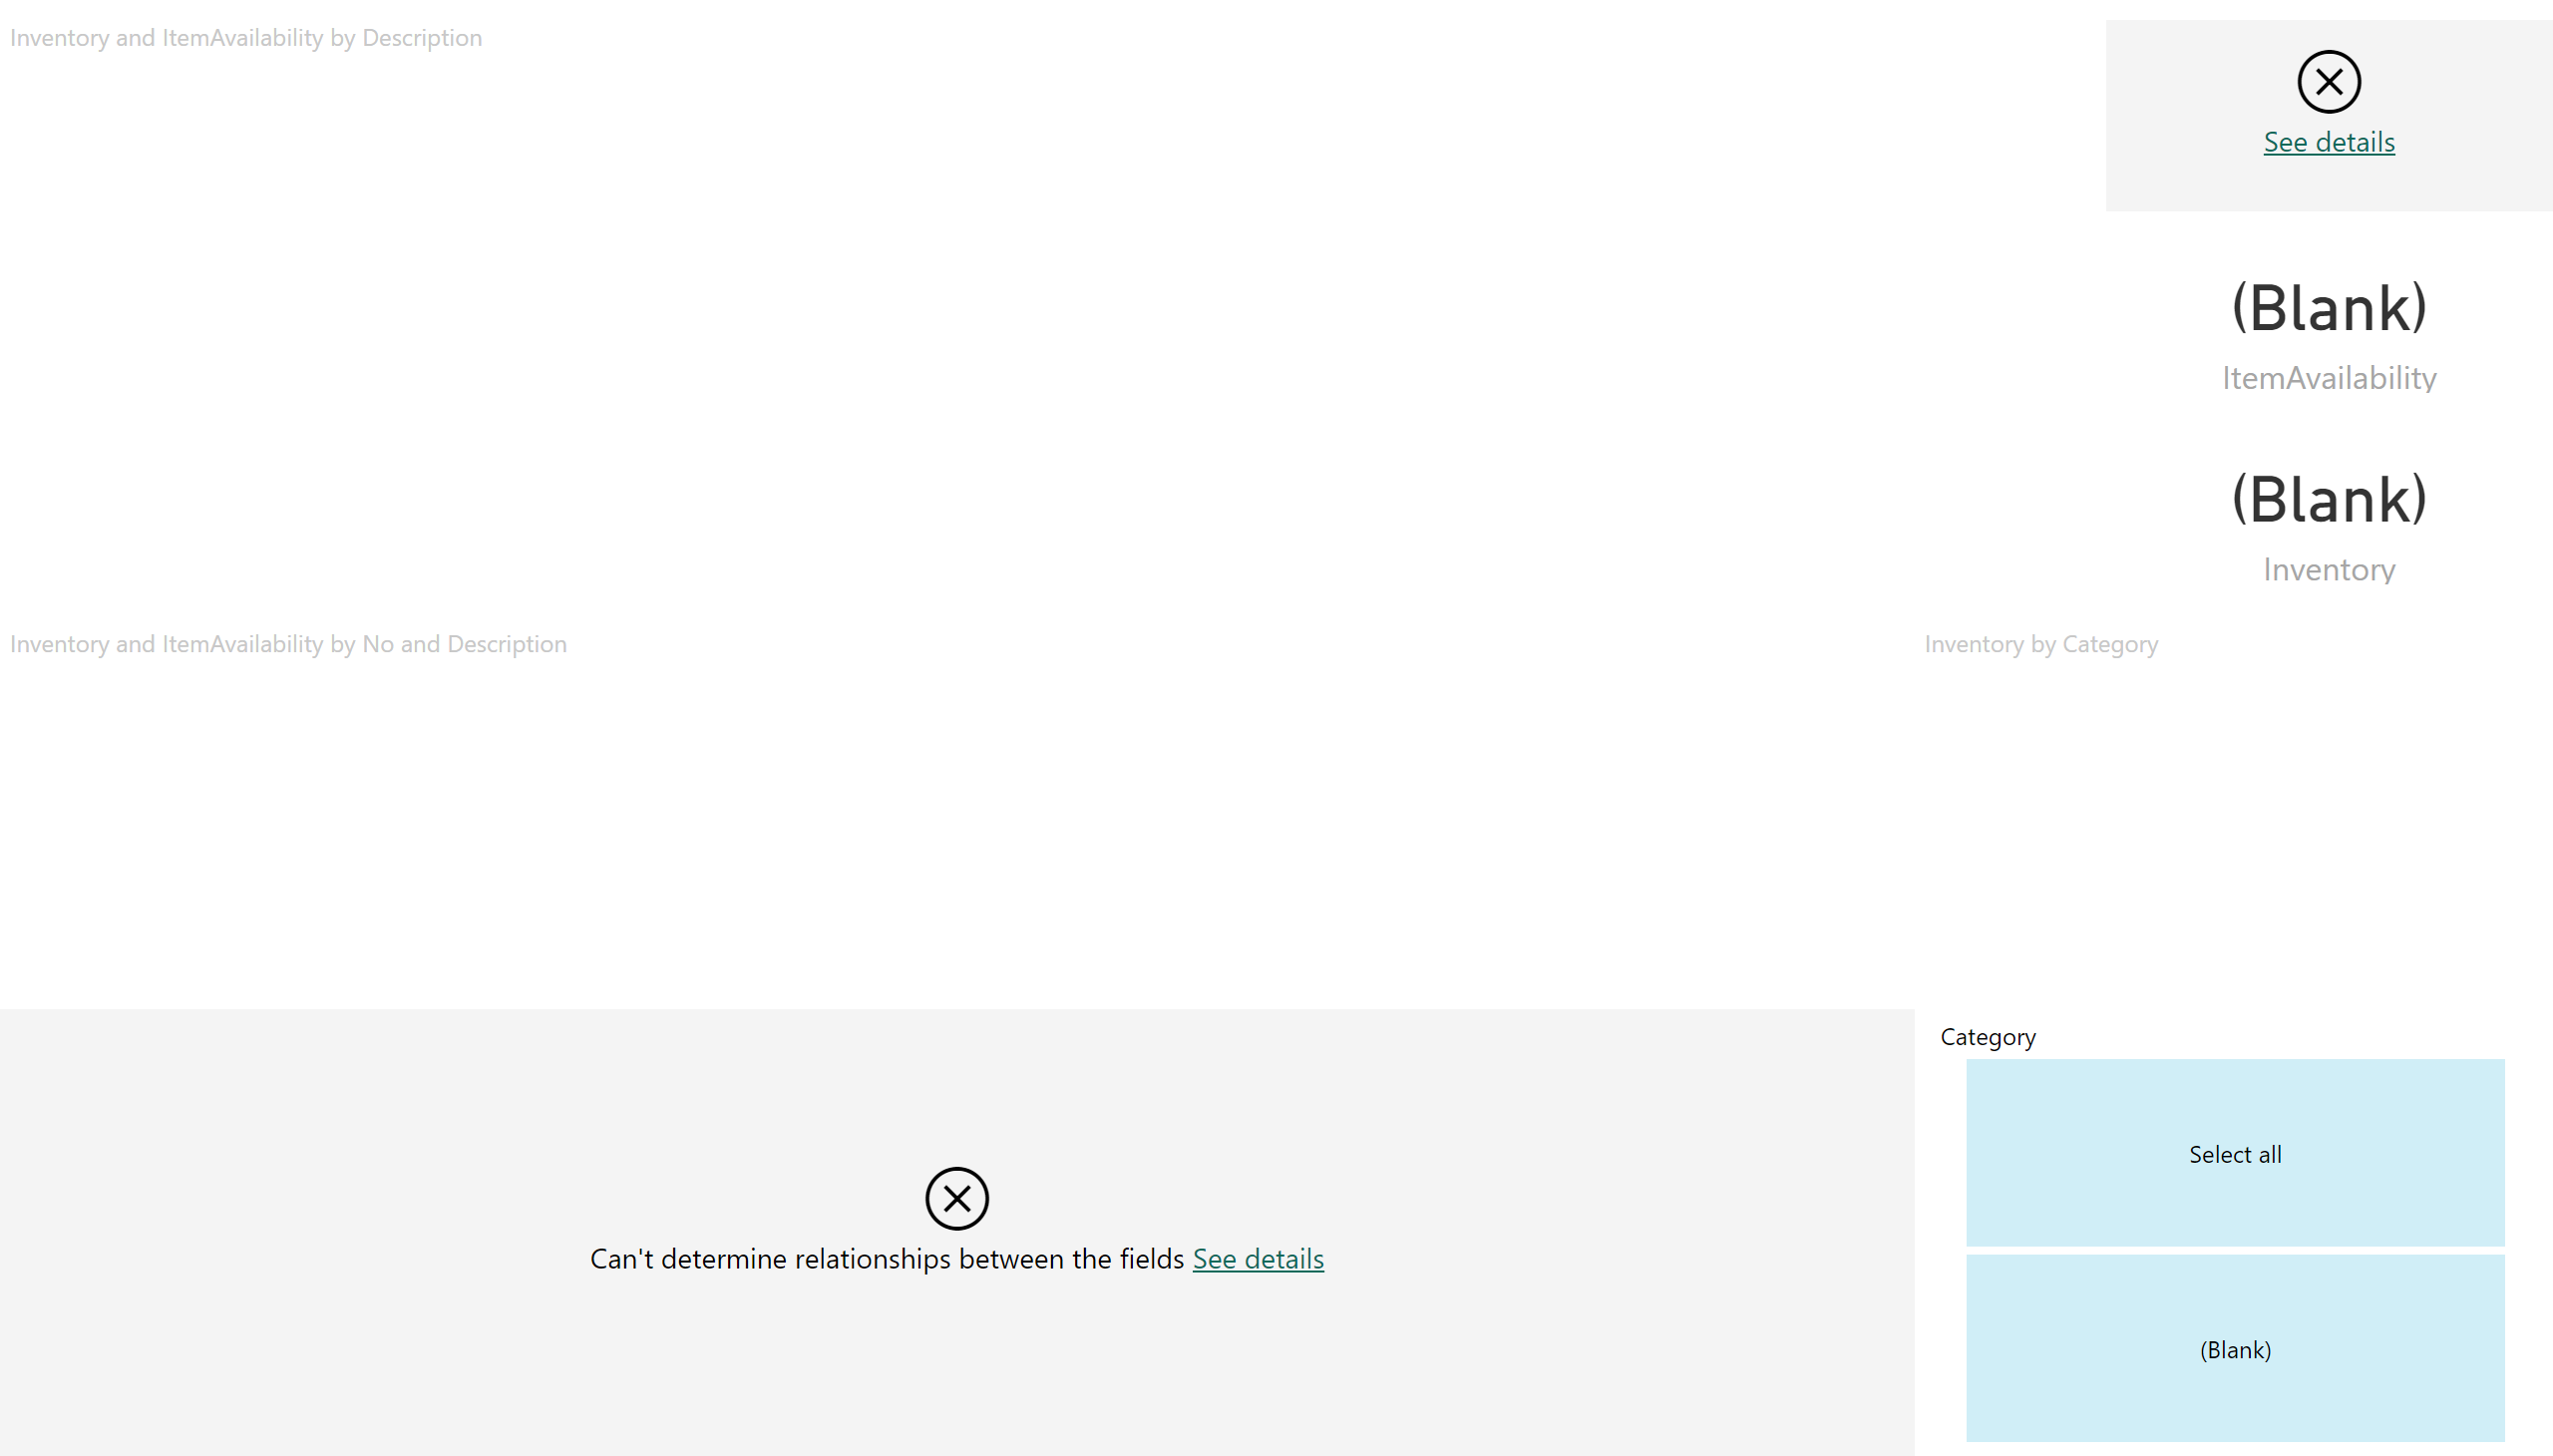 Inventory and ItemAvailability by Description
See details
(Blank)
ItemAvailability
(Blank)
Inventory
Inventory and ItemAvailability by No and Description
Inventory by Category
Can't determine relationships between the fields See details
Category
Select all
(Blank)